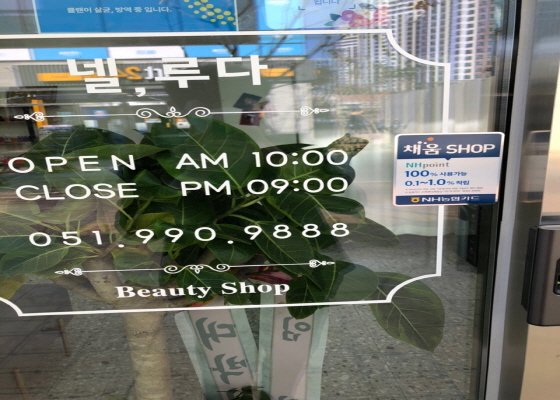 넬,루다
OPEN AM 10:00
CLOSE PM 09:00
051.990.9888
Beauty Shop
채움 SHOP
NHpoint
100% 사용가능
0.1~1.0% 적립
NH농협카드